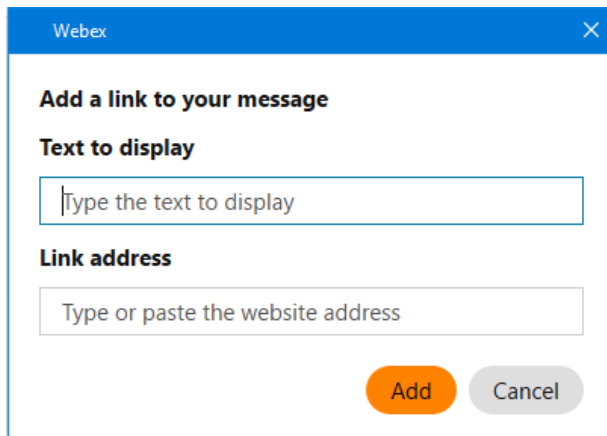 Webex
Add a link to your message
Text to display
Type the text to display
Link address
Type or paste the website address
Add Cancel